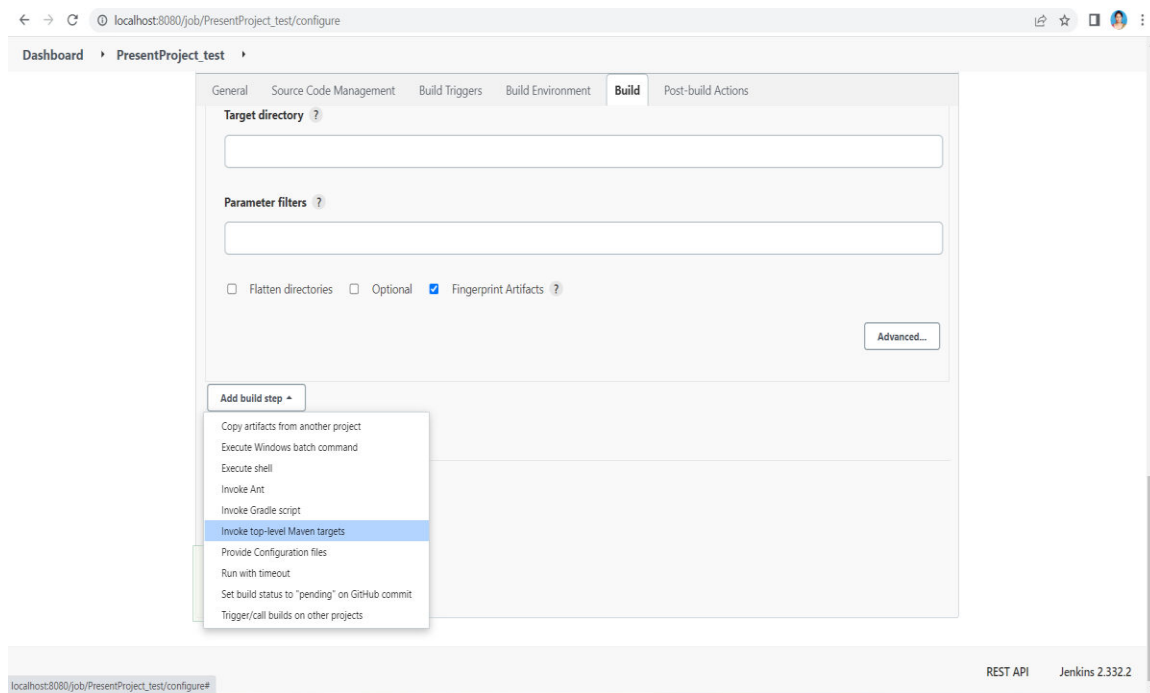 localhost:8080/job/PresentProject_test/configure
Dashboard PresentProject_test
General Source Code Management Build Triggers Build Environment Build Post-build Actions
Target directory ?
Parameter filters ?
Flatten directories Optional Fingerprint Artifacts ?
Advanced...
Add build step
Copy artifacts from another project
Execute Windows batch command
Execute shell
Invoke Ant
Invoke Gradle script
Invoke top-level Maven targets
Provide Configuration files
Run with timeout
Set build status to "pending" on GitHub commit
Trigger/call builds on other projects
REST API Jenkins 2.332.2
localhost:8080/job/PresentProject_test/configure#